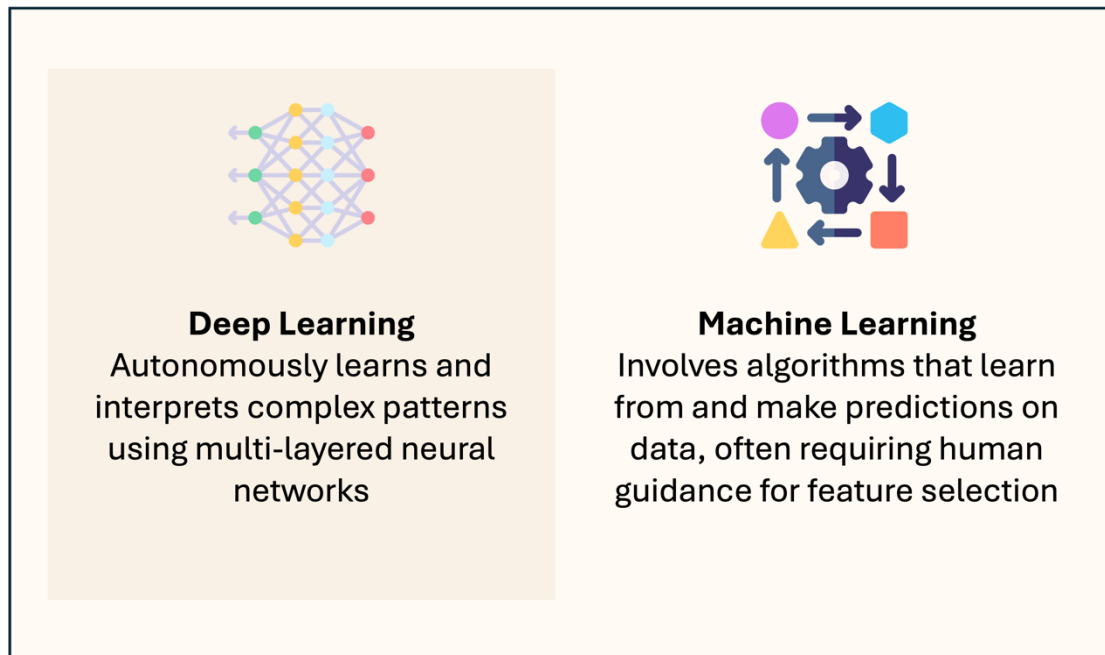 Deep Learning
Autonomously learns and
interprets complex patterns
using multi-layered neural
networks
Machine Learning
Involves algorithms that learn
from and make predictions on
data, often requiring human
guidance for feature selection